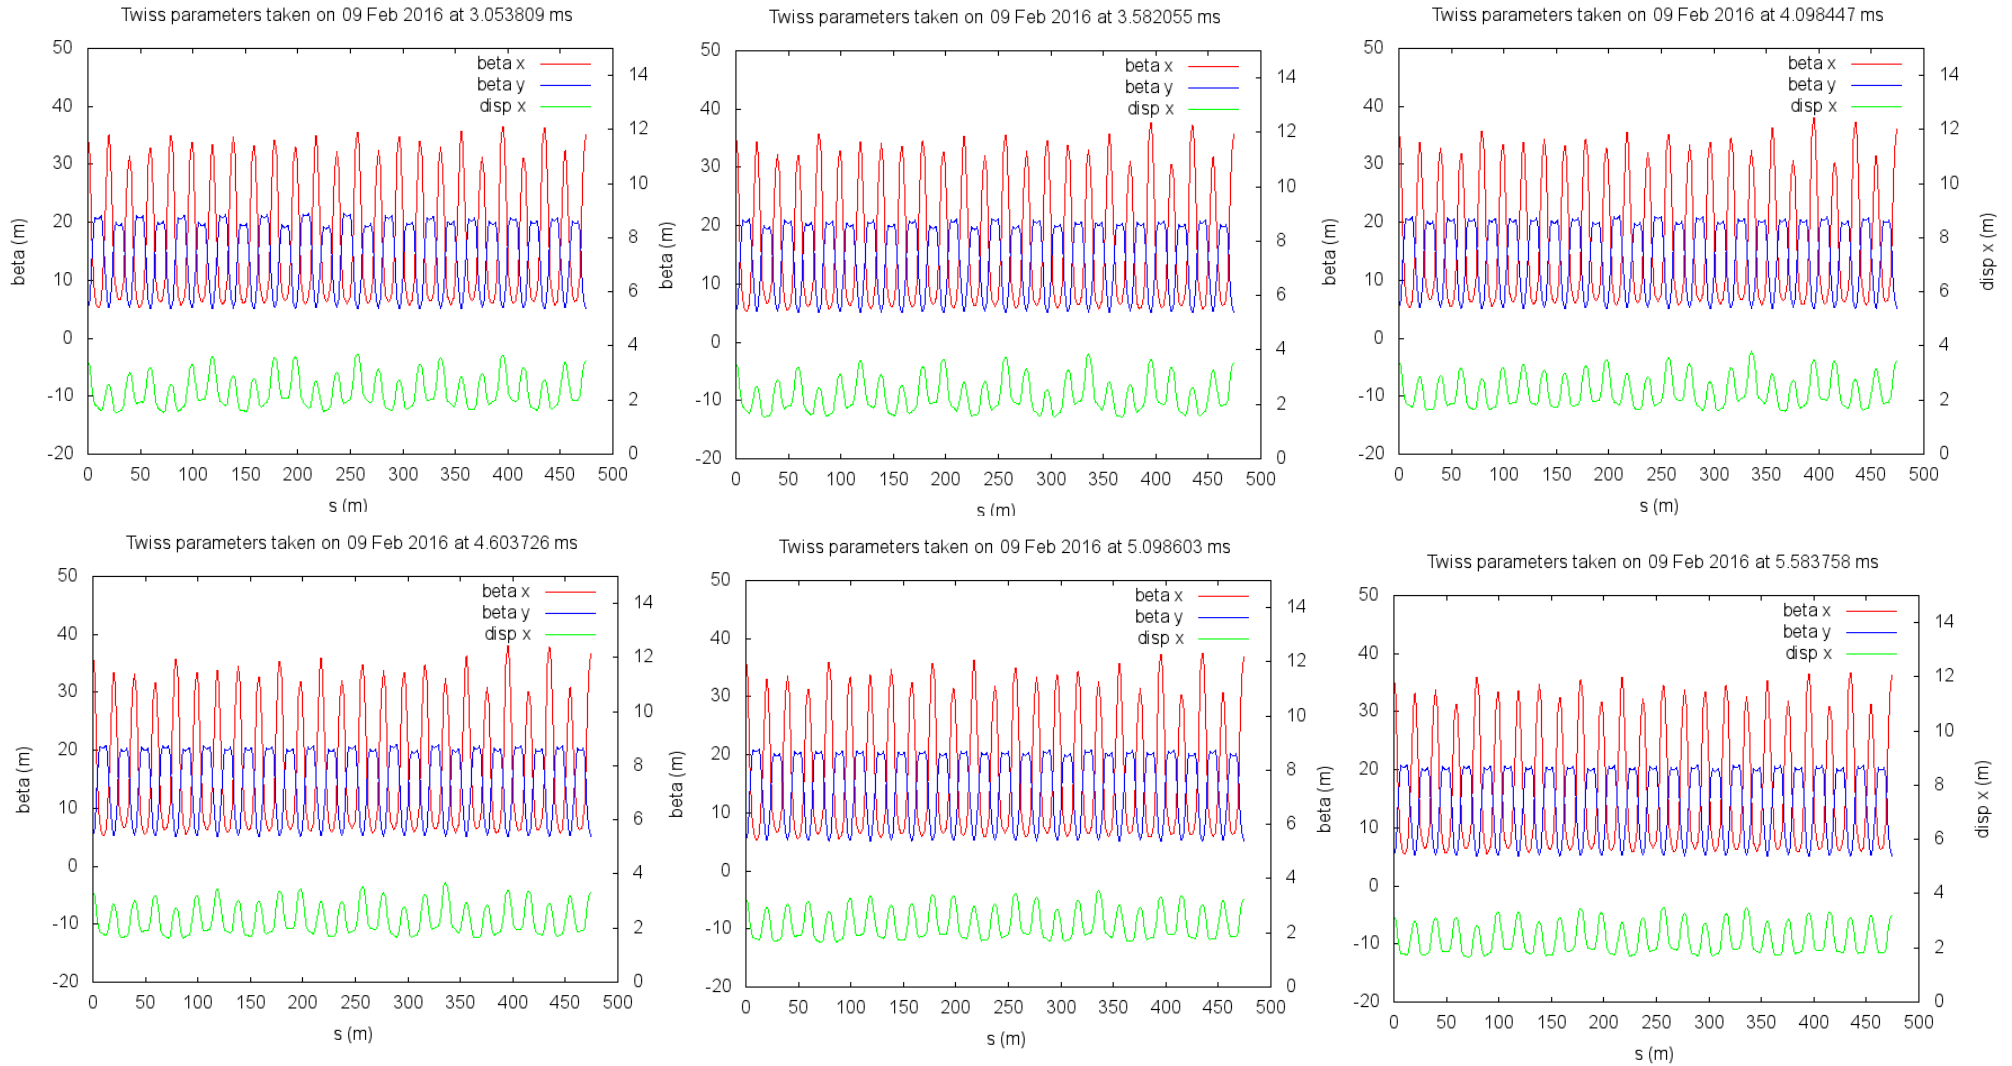 Twiss parameters taken on 09 Feb 2016 at 3.053809 ms
beta x
beta y
disp x
50
40
30
20
10
0
-10
-20
14
12
10
8
6
4
2
0
beta (m)
0 50 100 150 200 250 300 350 400 450 500
s (m)
Twiss parameters taken on 09 Feb 2016 at 3.582055 ms
beta x
beta y
disp x
50
40
30
20
10
0
-10
-20
14
12
10
8
6
4
2
0
beta (m)
0 50 100 150 200 250 300 350 400 450 500
s (m)
Twiss parameters taken on 09 Feb 2016 at 4.098447 ms
beta x
beta y
disp x
50
40
30
20
10
0
-10
-20
14
12
10
8
6
4
2
0
beta (m)
disp x (m)
0 50 100 150 200 250 300 350 400 450 500
s (m)
Twiss parameters taken on 09 Feb 2016 at 4.603726 ms
beta x
beta y
disp x
50
40
30
20
10
0
-10
-20
14
12
10
8
6
4
2
0
beta (m)
0 50 100 150 200 250 300 350 400 450 500
s (m)
Twiss parameters taken on 09 Feb 2016 at 5.098603 ms
beta x
beta y
disp x
50
40
30
20
10
0
-10
-20
14
12
10
8
6
4
2
0
beta (m)
0 50 100 150 200 250 300 350 400 450 500
s (m)
Twiss parameters taken on 09 Feb 2016 at 5.583758 ms
beta x
beta y
disp x
50
40
30
20
10
0
-10
-20
14
12
10
8
6
4
2
0
beta (m)
disp x (m)
0 50 100 150 200 250 300 350 400 450 500
s (m)